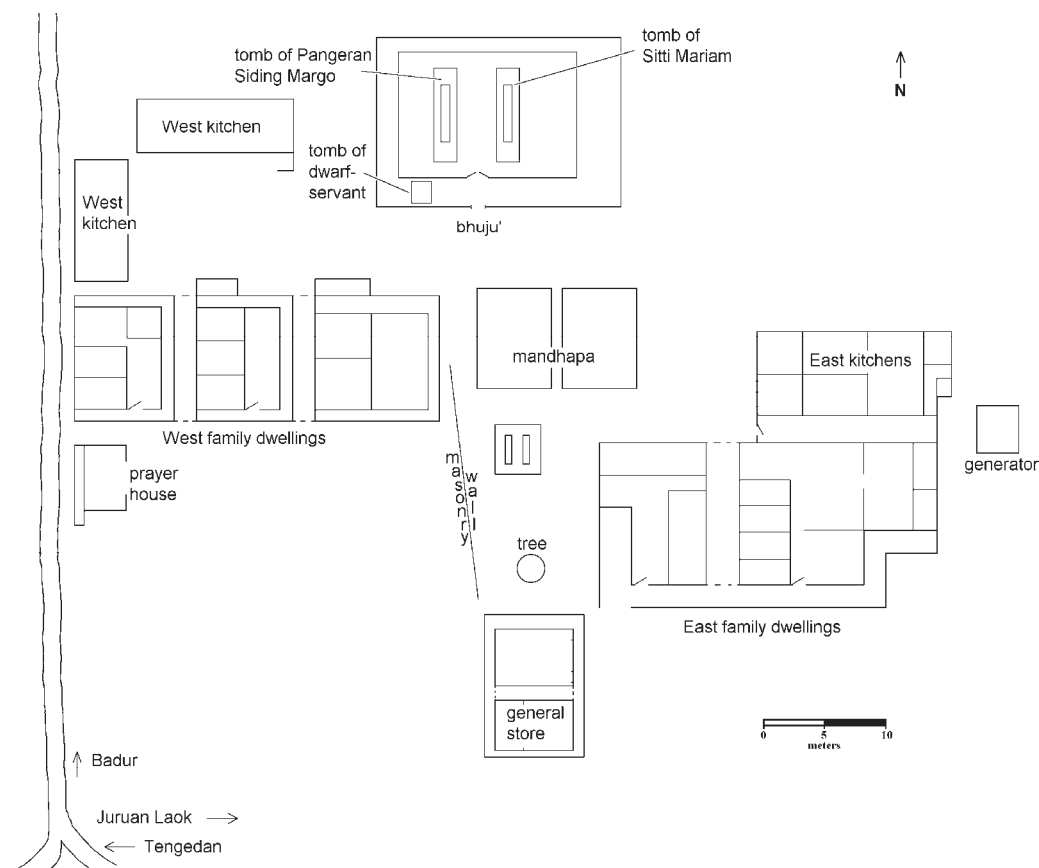 tomb of Pangeran
Siding Margo
tomb of
Sitti Mariam
N
West kitchen
tomb of
dwarf-
servant
West
kitchen
bhuju'
mandhapa
East kitchens
West family dwellings
generator
prayer
house
masonry
wall
tree
East family dwellings
general
store
0 5 10
meters
Badur
Juruan Laok
Tengedan